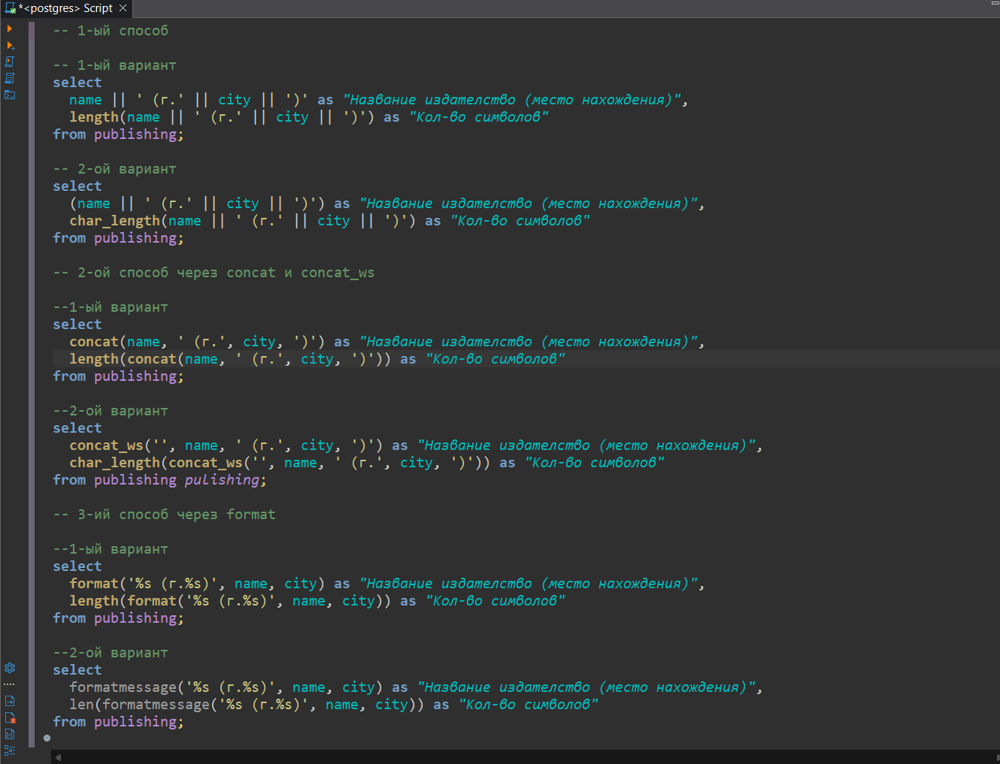 *<postgres> Script
-- 1-ый способ
-- 1-ый вариант
select
name || ' (г.' || city || ')' as "Название издателство (место нахождения)",
length(name || ' (г.' || city || ')') as "Кол-во символов"
from publishing;
-- 2-ой вариант
select
(name || ' (г.' || city || ')') as "Название издателство (место нахождения)",
char_length(name || ' (г.' || city || ')') as "Кол-во символов"
from publishing;
-- 2-ой способ через concat и concat_ws
--1-ый вариант
select
concat(name, ' (г.', city, ')') as "Название издателство (место нахождения)",
length(concat(name, ' (г.', city, ')')) as "Кол-во символов"
from publishing;
--2-ой вариант
select
concat_ws('', name, ' (г.', city, ')') as "Название издателство (место нахождения)",
char_length(concat_ws('', name, ' (г.', city, ')')) as "Кол-во символов"
from publishing pulishing;
-- 3-ий способ через format
--1-ый вариант
select
format('%s (г.%s)', name, city) as "Название издателство (место нахождения)",
length(format('%s (г.%s)', name, city)) as "Кол-во символов"
from publishing;
--2-ой вариант
select
formatmessage('%s (г.%s)', name, city) as "Название издателство (место нахождения)",
len(formatmessage('%s (г.%s)', name, city)) as "Кол-во символов"
from publishing;